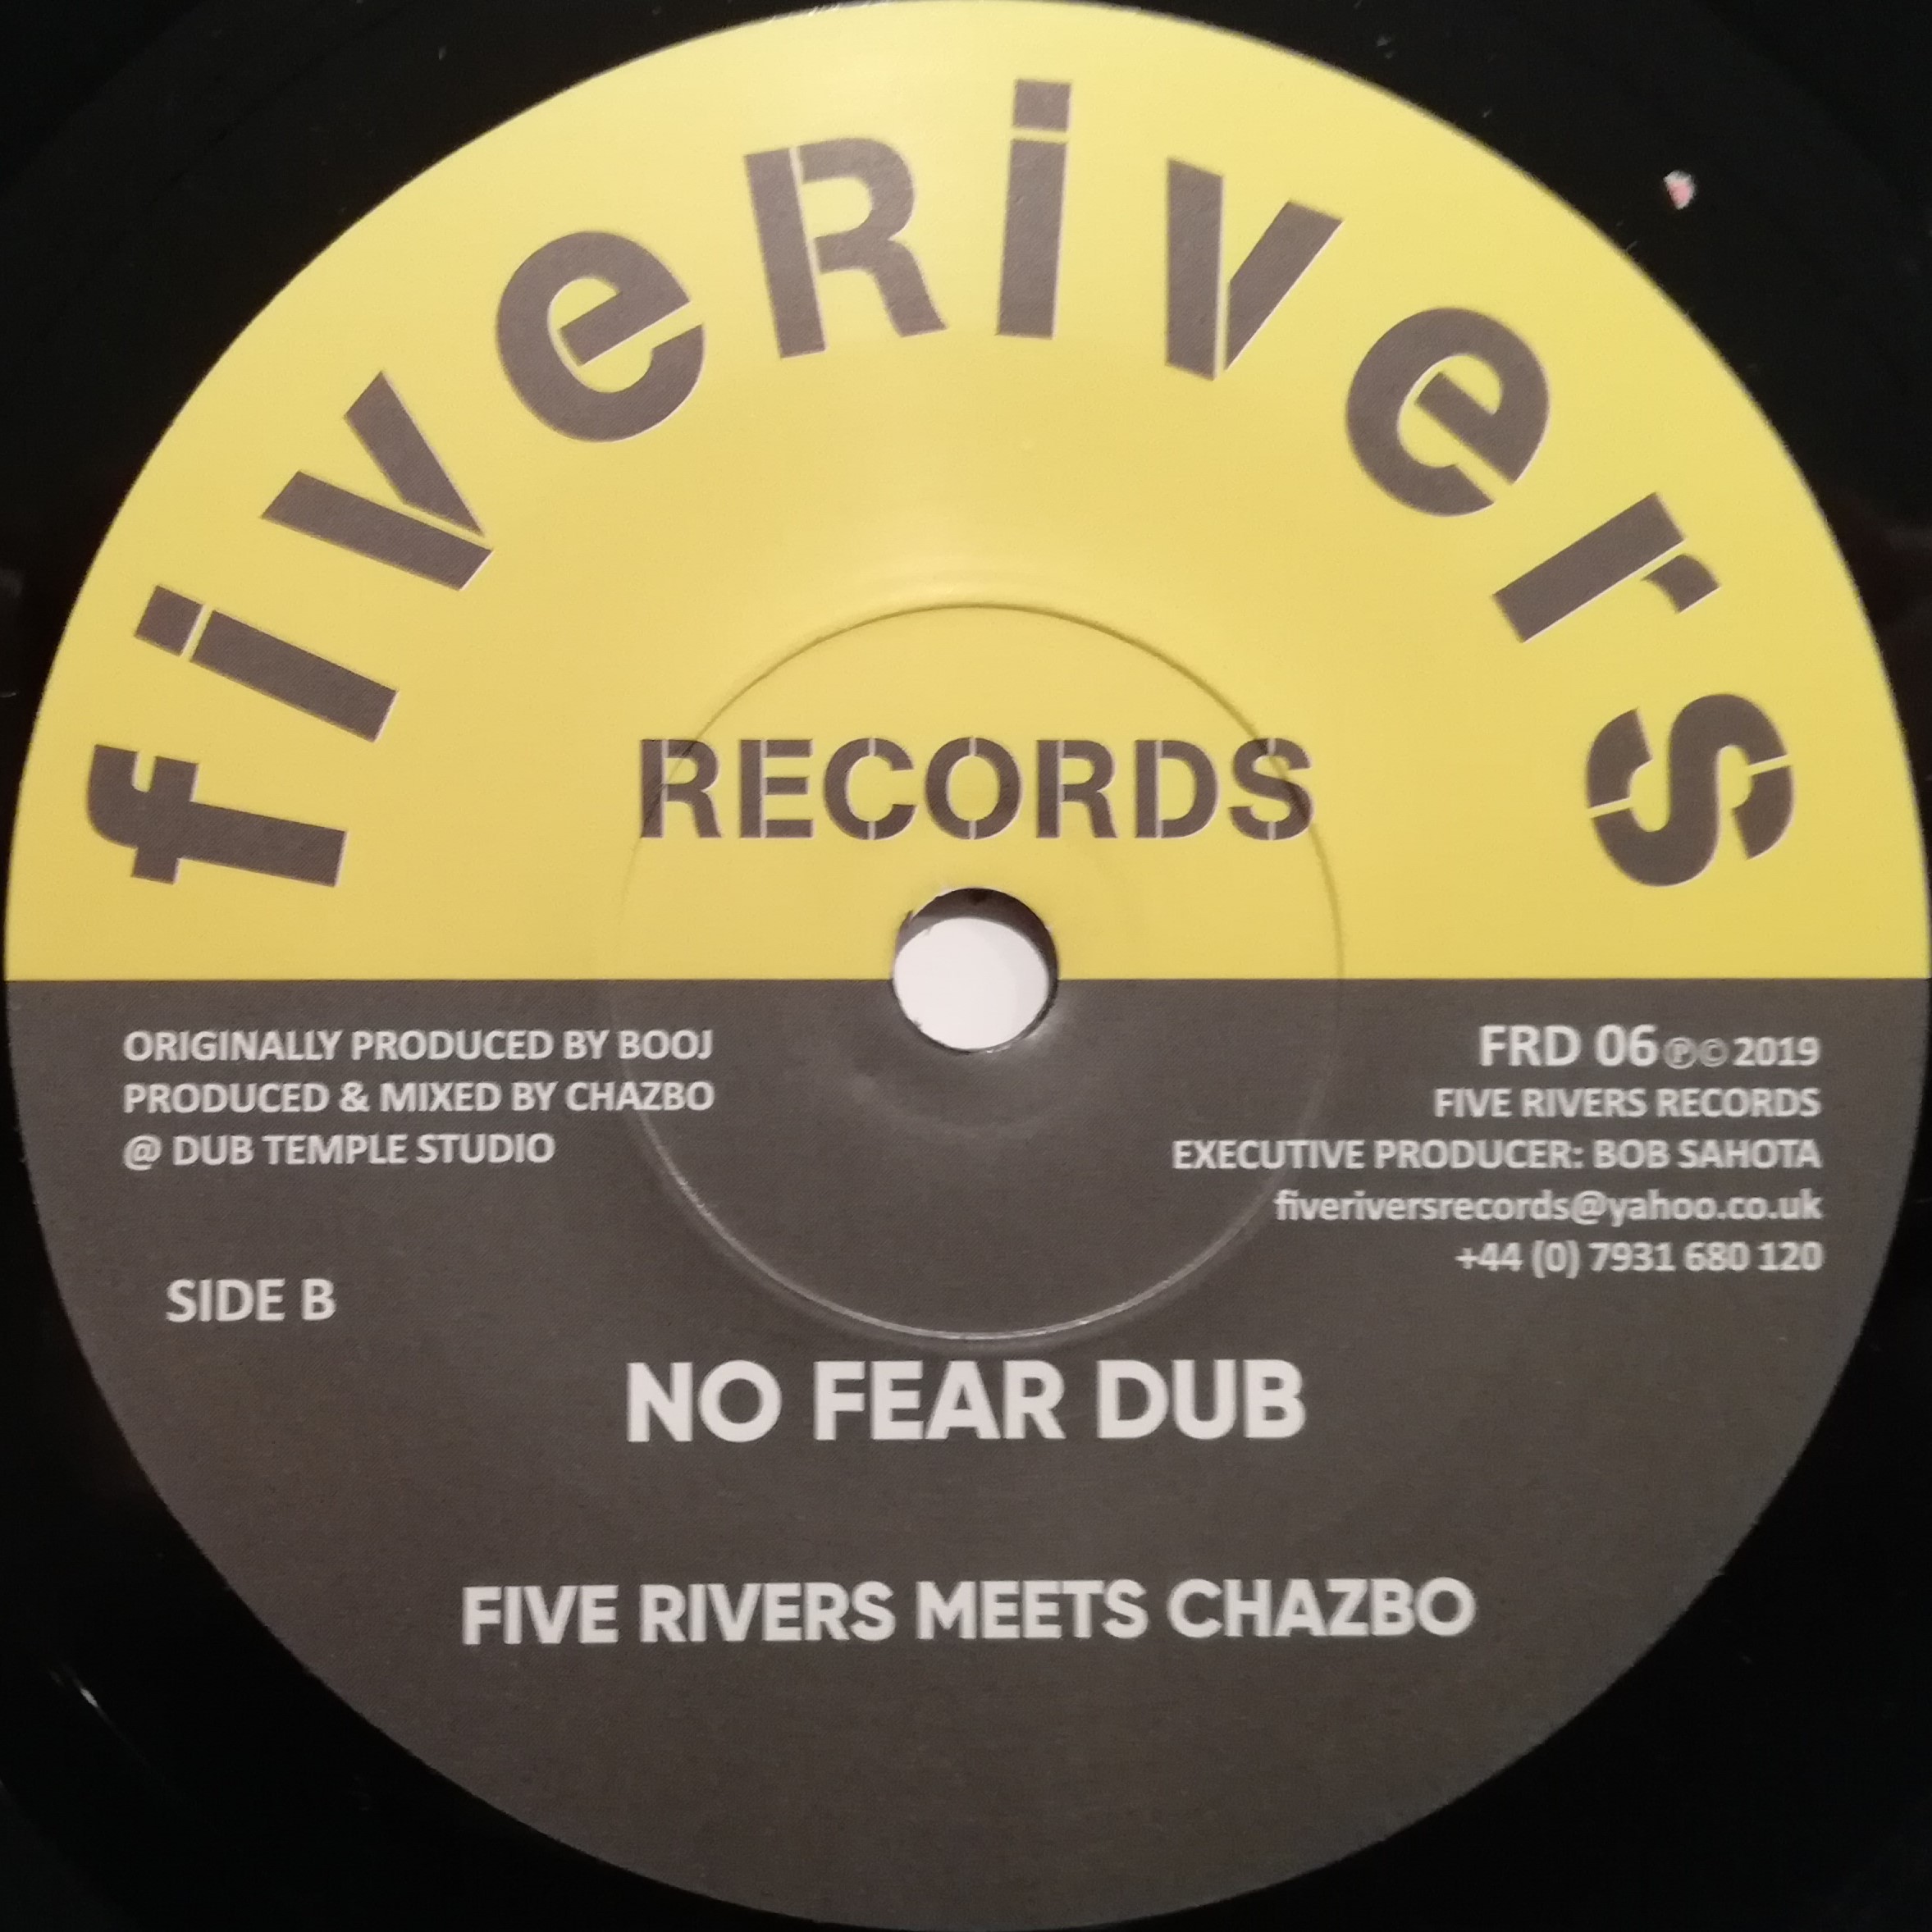 fiveRivers
RECORDS
ORIGINALLY PRODUCED BY BOOJ
PRODUCED & MIXED BY CHAZBO
@ DUB TEMPLE STUDIO
FRD 06 ℗© 2019
FIVE RIVERS RECORDS
EXECUTIVE PRODUCER: BOB SAHOTA
fiveriversrecords@yahoo.co.uk
+44 (0) 7931 680 120
SIDE B
NO FEAR DUB
FIVE RIVERS MEETS CHAZBO